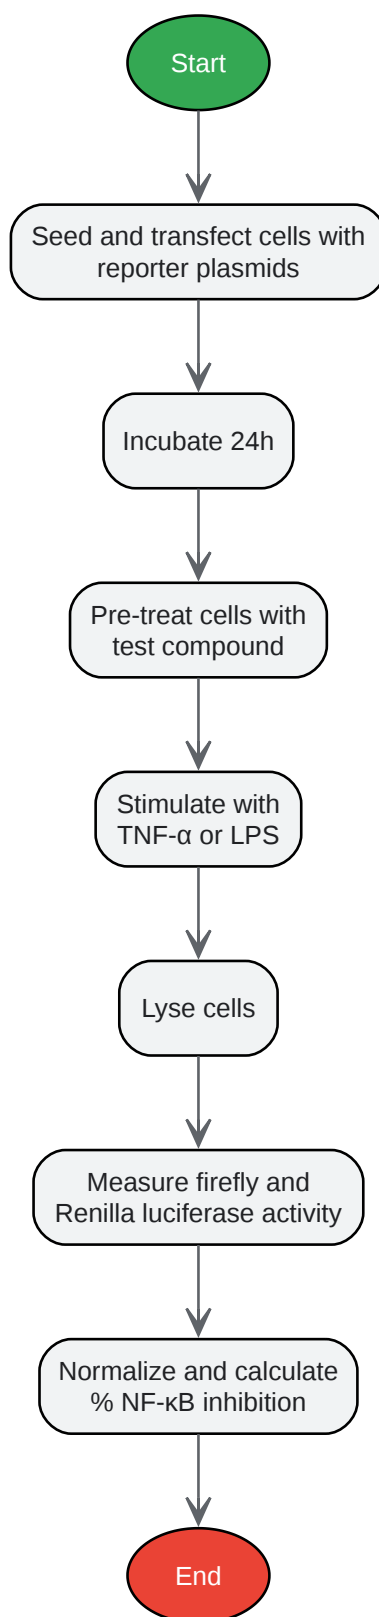 Start
Seed and transfect cells with
reporter plasmids
Incubate 24h
Pre-treat cells with
test compound
Stimulate with
TNF-α or LPS
Lyse cells
Measure firefly and
Renilla luciferase activity
Normalize and calculate
% NF-κB inhibition
End